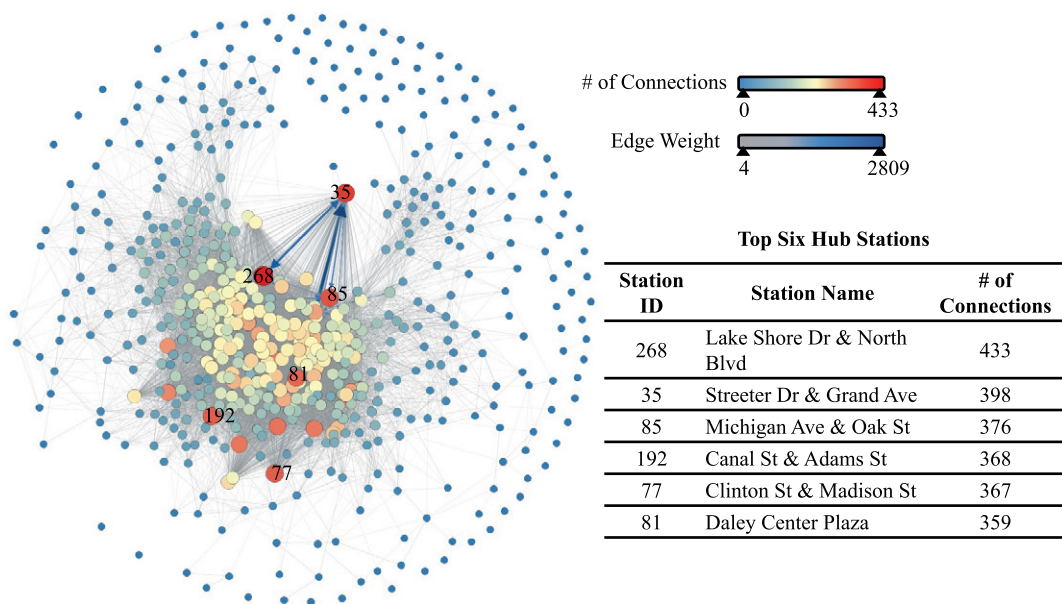 # of Connections
0 433
Edge Weight
4 2809
35
268
85
81
192
77
Top Six Hub Stations
Station ID Station Name # of Connections
268 Lake Shore Dr & North Blvd 433
35 Streeter Dr & Grand Ave 398
85 Michigan Ave & Oak St 376
192 Canal St & Adams St 368
77 Clinton St & Madison St 367
81 Daley Center Plaza 359